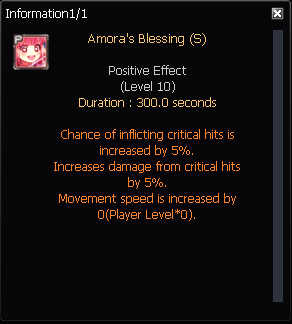 Information1/1
P
Amora's Blessing (S)
Positive Effect
(Level 10)
Duration : 300.0 seconds
Chance of inflicting critical hits is
increased by 5%.
Increases damage from critical hits
by 5%.
Movement speed is increased by
0(Player Level*0).